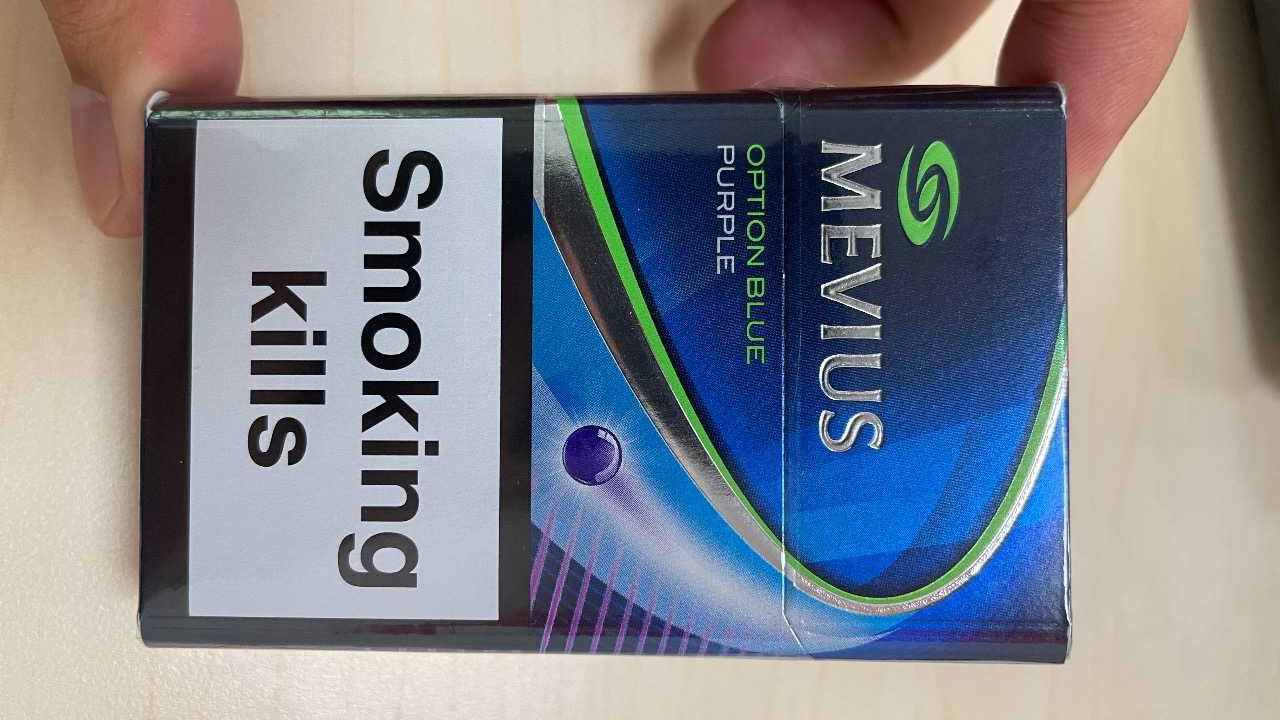 MEVIUS
OPTION BLUE
PURPLE
Smoking
kills